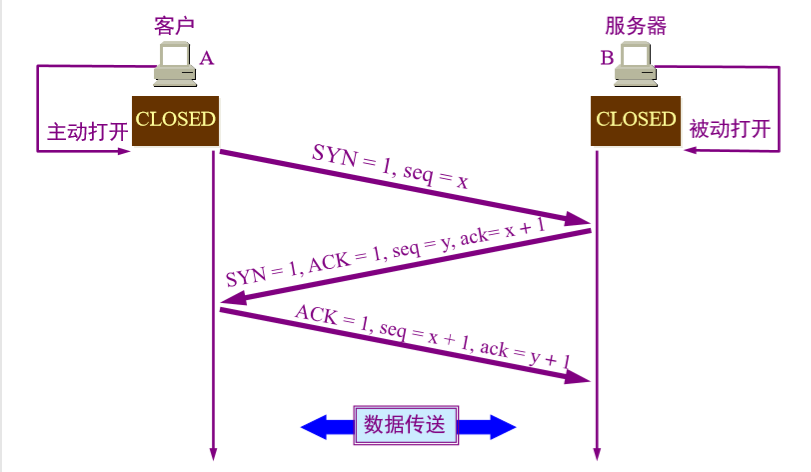 客户
服务器
A
B
主动打开
CLOSED
CLOSED
被动打开
SYN = 1, seq = x
SYN = 1, ACK = 1, seq = y, ack= x + 1
ACK = 1, seq = x + 1, ack = y + 1
数据传送